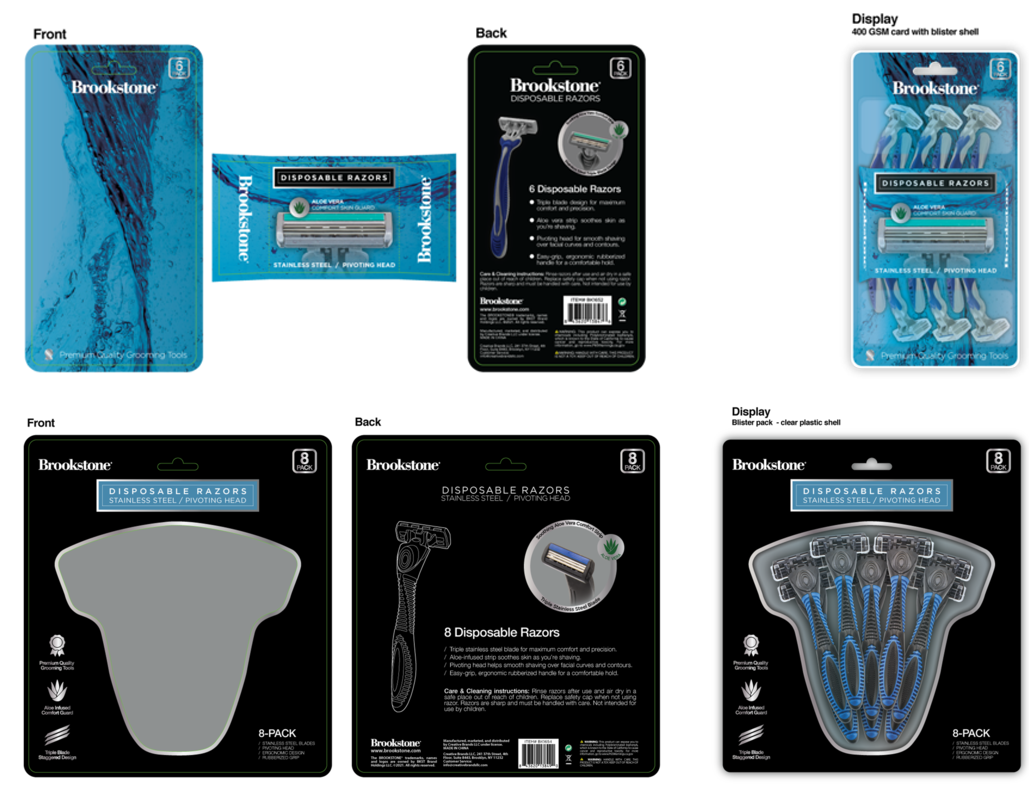 Front
6
PACK
Brookstone
Premium Quality Grooming Tools
Brookstone
DISPOSABLE RAZORS
ALOE VERA
COMFORT SKIN GUARD
STAINLESS STEEL / PIVOTING HEAD
Brookstone
Back
6
PACK
Brookstone
DISPOSABLE RAZORS
6 Disposable Razors
Triple blade design for maximum
comfort and precision.
Aloe vera strip soothes skin as
you're shaving.
Pivoting head for smooth shaving
over facial curves and contours.
Easy-grip, ergonomic rubberized
handle for a comfortable hold.
Care & Cleaning Instructions: Rinse razors after use and air dry in a safe
place out of reach of children. Replace safety cap when not using razor.
Razors are sharp and must be handled with care. Not intended for use by
children.
Brookstone
www.brookstone.com
Display
400 GSM card with blister shell
6
PACK
Brookstone
DISPOSABLE RAZORS
ALOE VERA
COMFORT SKIN GUARD
STAINLESS STEEL / PIVOTING HEAD
Premium Quality Grooming Tools
Front
Brookstone
8
PACK
DISPOSABLE RAZORS
STAINLESS STEEL / PIVOTING HEAD
Premium Quality
Grooming Tools
Aloe Infused
Comfort Guard
Triple Blade
Staggered Design
8-PACK
/ STAINLESS STEEL BLADES
/ PIVOTING HEAD
/ ERGONOMIC DESIGN
/ RUBBERIZED GRIP
Back
Brookstone
8
PACK
DISPOSABLE RAZORS
STAINLESS STEEL / PIVOTING HEAD
Soothing Aloe Vera Comfort Strip
Triple Stainless Steel Blade
8 Disposable Razors
/ Triple stainless steel blade for maximum comfort and precision.
/ Aloe-infused strip soothes skin as you're shaving.
/ Pivoting head helps smooth shaving over facial curves and contours.
/ Easy-grip, ergonomic rubberized handle for a comfortable hold.
Care & Cleaning instructions: Rinse razors after use and air dry in a
safe place out of reach of children. Replace safety cap when not using
razor. Razors are sharp and must be handled with care. Not intended for
use by children.
Brookstone
www.brookstone.com
Display
Blister pack - clear plastic shell
Brookstone
8
PACK
DISPOSABLE RAZORS
STAINLESS STEEL / PIVOTING HEAD
Premium Quality
Grooming Tools
Aloe Infused
Comfort Guard
Triple Blade
Staggered Design
8-PACK
/ STAINLESS STEEL BLADES
/ PIVOTING HEAD
/ ERGONOMIC DESIGN
/ RUBBERIZED GRIP